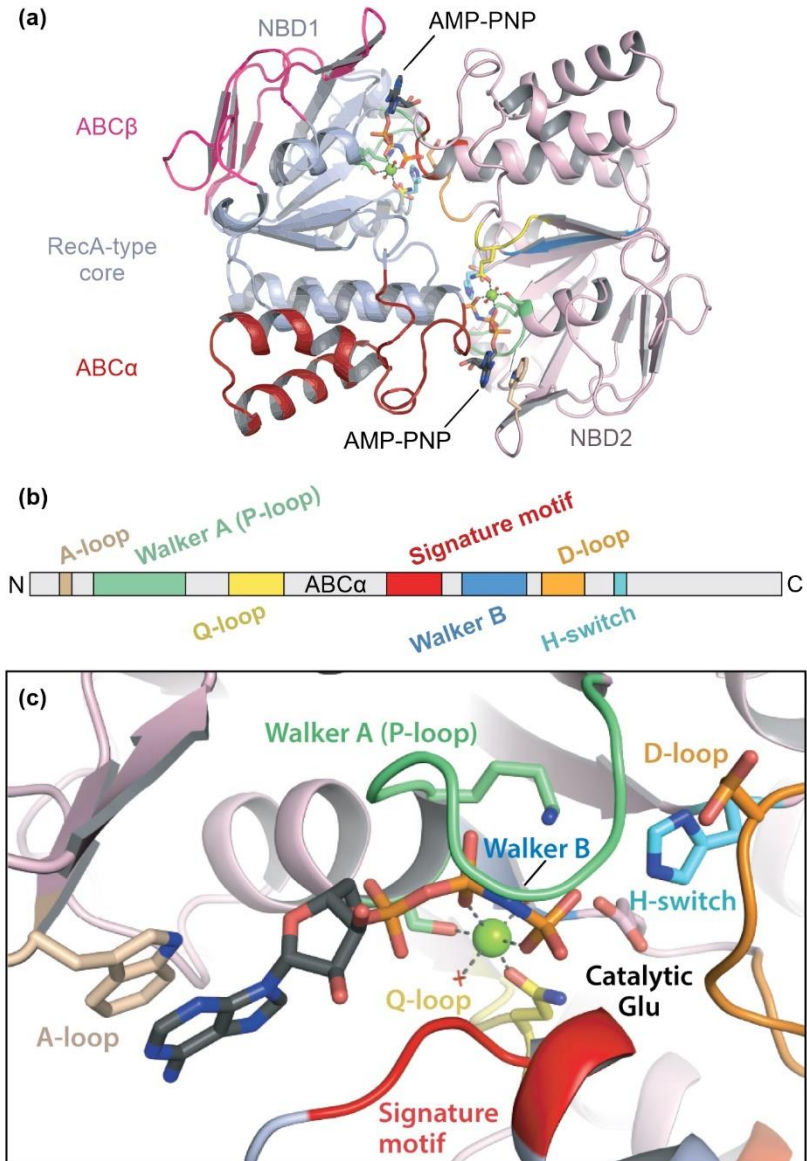 (a)
NBD1
AMP-PNP
ABCβ
RecA-type
core
ABCα
AMP-PNP
NBD2
(b)
A-loop
Walker A (P-loop)
Signature motif
D-loop
N
ABCα
C
Q-loop
Walker B
H-switch
(c)
Walker A (P-loop)
D-loop
Walker B
H-switch
Catalytic
Glu
Q-loop
A-loop
Signature
motif